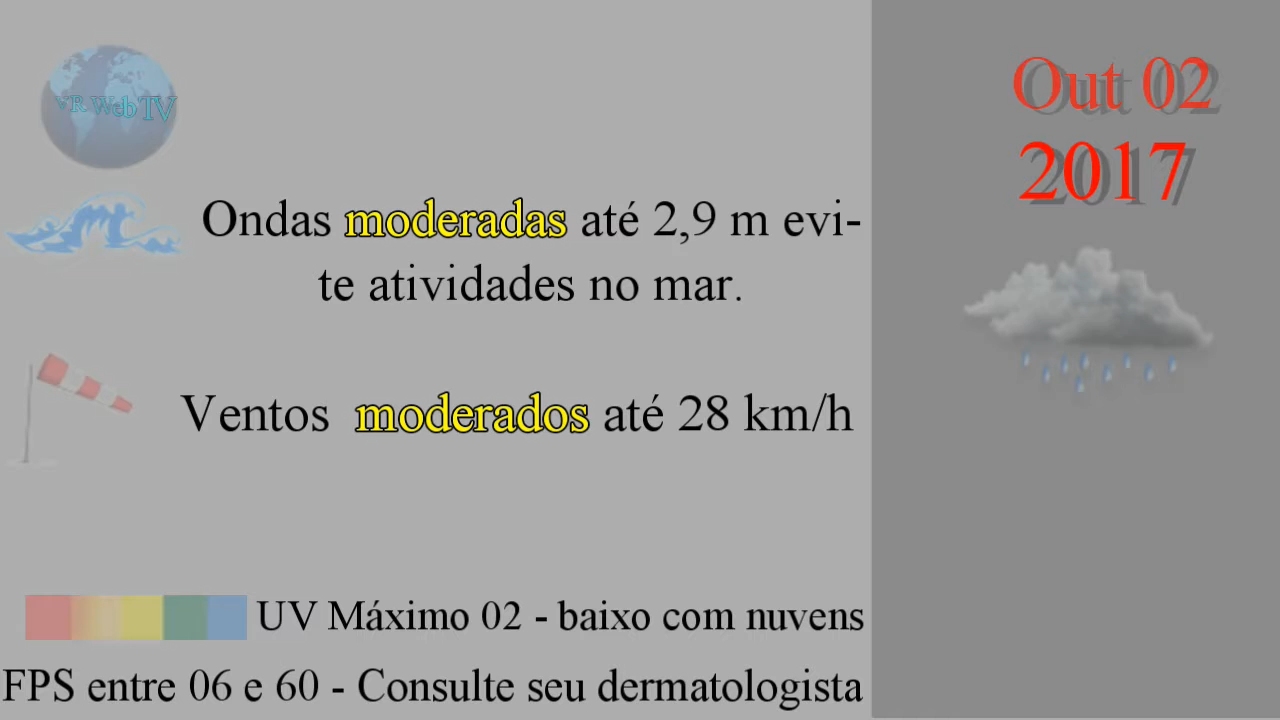 VR Web TV
Out 02
2017
Ondas moderadas até 2,9 m evi-
te atividades no mar.
Ventos moderados até 28 km/h
UV Máximo 02 - baixo com nuvens
FPS entre 06 e 60 - Consulte seu dermatologista